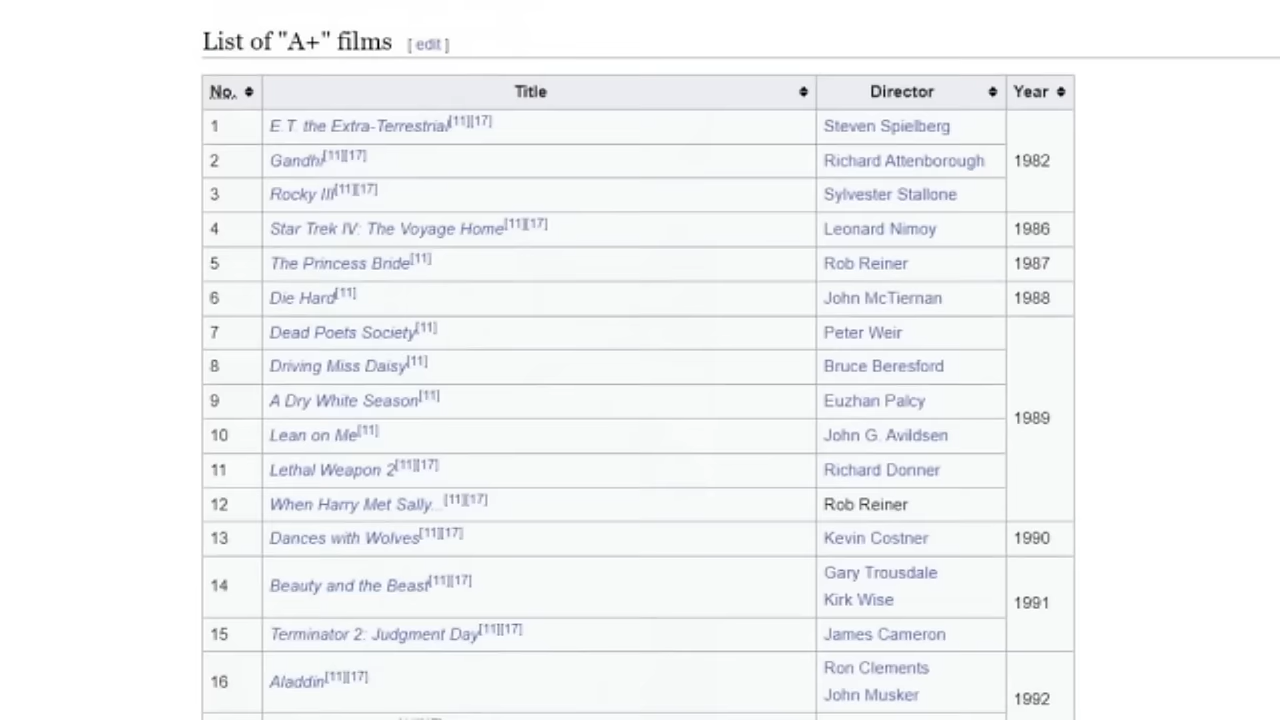 List of "A+" films [ edit ]
No. Title Director Year
1 E.T. the Extra-Terrestrial[11][17] Steven Spielberg 1982
2 Gandhi[11][17] Richard Attenborough
3 Rocky III[11][17] Sylvester Stallone
4 Star Trek IV: The Voyage Home[11][17] Leonard Nimoy 1986
5 The Princess Bride[11] Rob Reiner 1987
6 Die Hard[11] John McTiernan 1988
7 Dead Poets Society[11] Peter Weir 1989
8 Driving Miss Daisy[11] Bruce Beresford
9 A Dry White Season[11] Euzhan Palcy
10 Lean on Me[11] John G. Avildsen
11 Lethal Weapon 2[11][17] Richard Donner
12 When Harry Met Sally...[11][17] Rob Reiner
13 Dances with Wolves[11][17] Kevin Costner 1990
14 Beauty and the Beast[11][17] Gary Trousdale
Kirk Wise 1991
15 Terminator 2: Judgment Day[11][17] James Cameron
16 Aladdin[11][17] Ron Clements
John Musker 1992